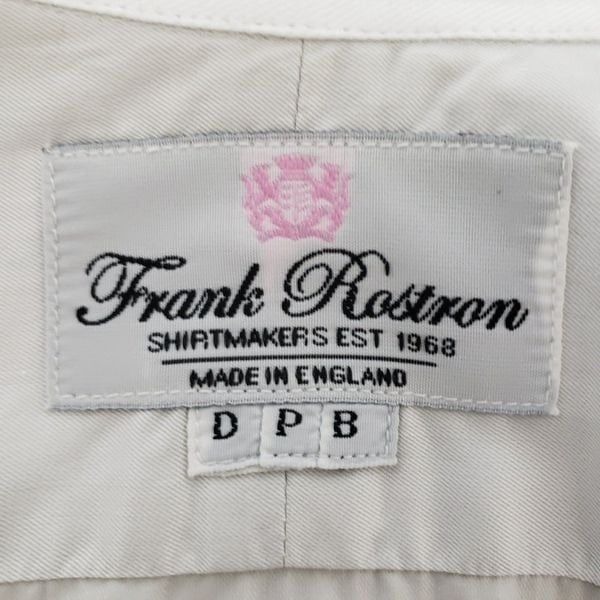 Frank Rostron
SHIRTMAKERS EST 1968
MADE IN ENGLAND
D P B